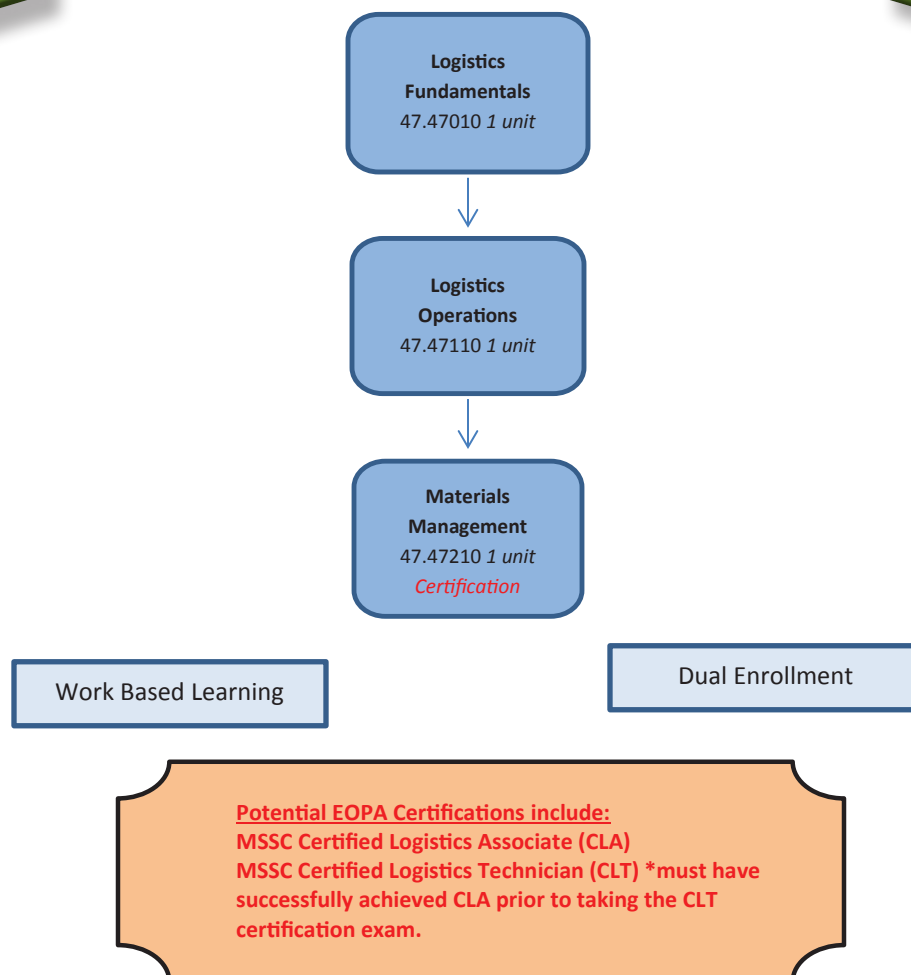 Logistics
Fundamentals
47.47010 1 unit
Logistics
Operations
47.47110 1 unit
Materials
Management
47.47210 1 unit
Certification
Work Based Learning
Dual Enrollment
Potential EOPA Certifications include:
MSSC Certified Logistics Associate (CLA)
MSSC Certified Logistics Technician (CLT) *must have
successfully achieved CLA prior to taking the CLT
certification exam.